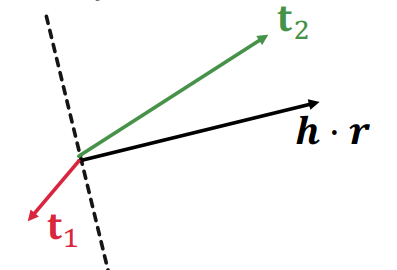 t₂
h · r
t₁